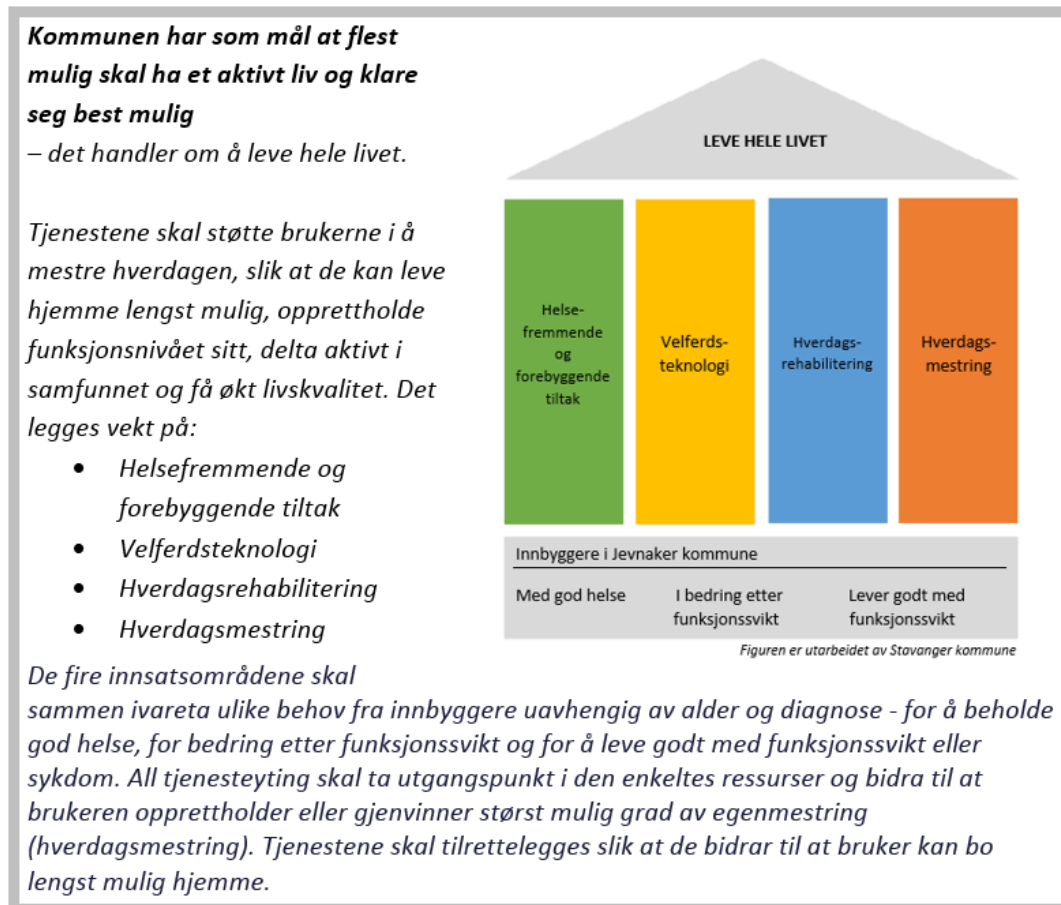 Kommunen har som mål at flest
mulig skal ha et aktivt liv og klare
seg best mulig
– det handler om å leve hele livet.
Tjenestene skal støtte brukerne i å
mestre hverdagen, slik at de kan leve
hjemme lengst mulig, opprettholde
funksjonsnivået sitt, delta aktivt i
samfunnet og få økt livskvalitet. Det
legges vekt på:
• Helsefremmende og
forebyggende tiltak
• Velferdsteknologi
• Hverdagsrehabilitering
• Hverdagsmestring
LEVE HELE LIVET
Helse-
fremmende
og
forebyggende
tiltak
Velferds-
teknologi
Hverdags-
rehabilitering
Hverdags-
mestring
Innbyggere i Jevnaker kommune
Med god helse
I bedring etter
funksjonssvikt
Lever godt med
funksjonssvikt
Figuren er utarbeidet av Stavanger kommune
De fire innsatsområdene skal
sammen ivareta ulike behov fra innbyggere uavhengig av alder og diagnose - for å beholde
god helse, for bedring etter funksjonssvikt og for å leve godt med funksjonssvikt eller
sykdom. All tjenesteyting skal ta utgangspunkt i den enkeltes ressurser og bidra til at
brukeren opprettholder eller gjenvinner størst mulig grad av egenmestring
(hverdagsmestring). Tjenestene skal tilrettelegges slik at de bidrar til at bruker kan bo
lengst mulig hjemme.